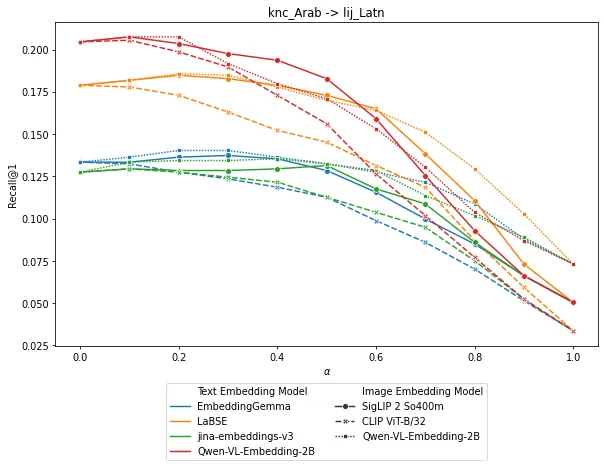 knc_Arab -> lij_Latn
Recall@1
0.200
0.175
0.150
0.125
0.100
0.075
0.050
0.025
0.0 0.2 0.4 0.6 0.8 1.0
α
Text Embedding Model Image Embedding Model
EmbeddingGemma SigLIP 2 So400m
LaBSE CLIP ViT-B/32
jina-embeddings-v3 Qwen-VL-Embedding-2B
Qwen-VL-Embedding-2B